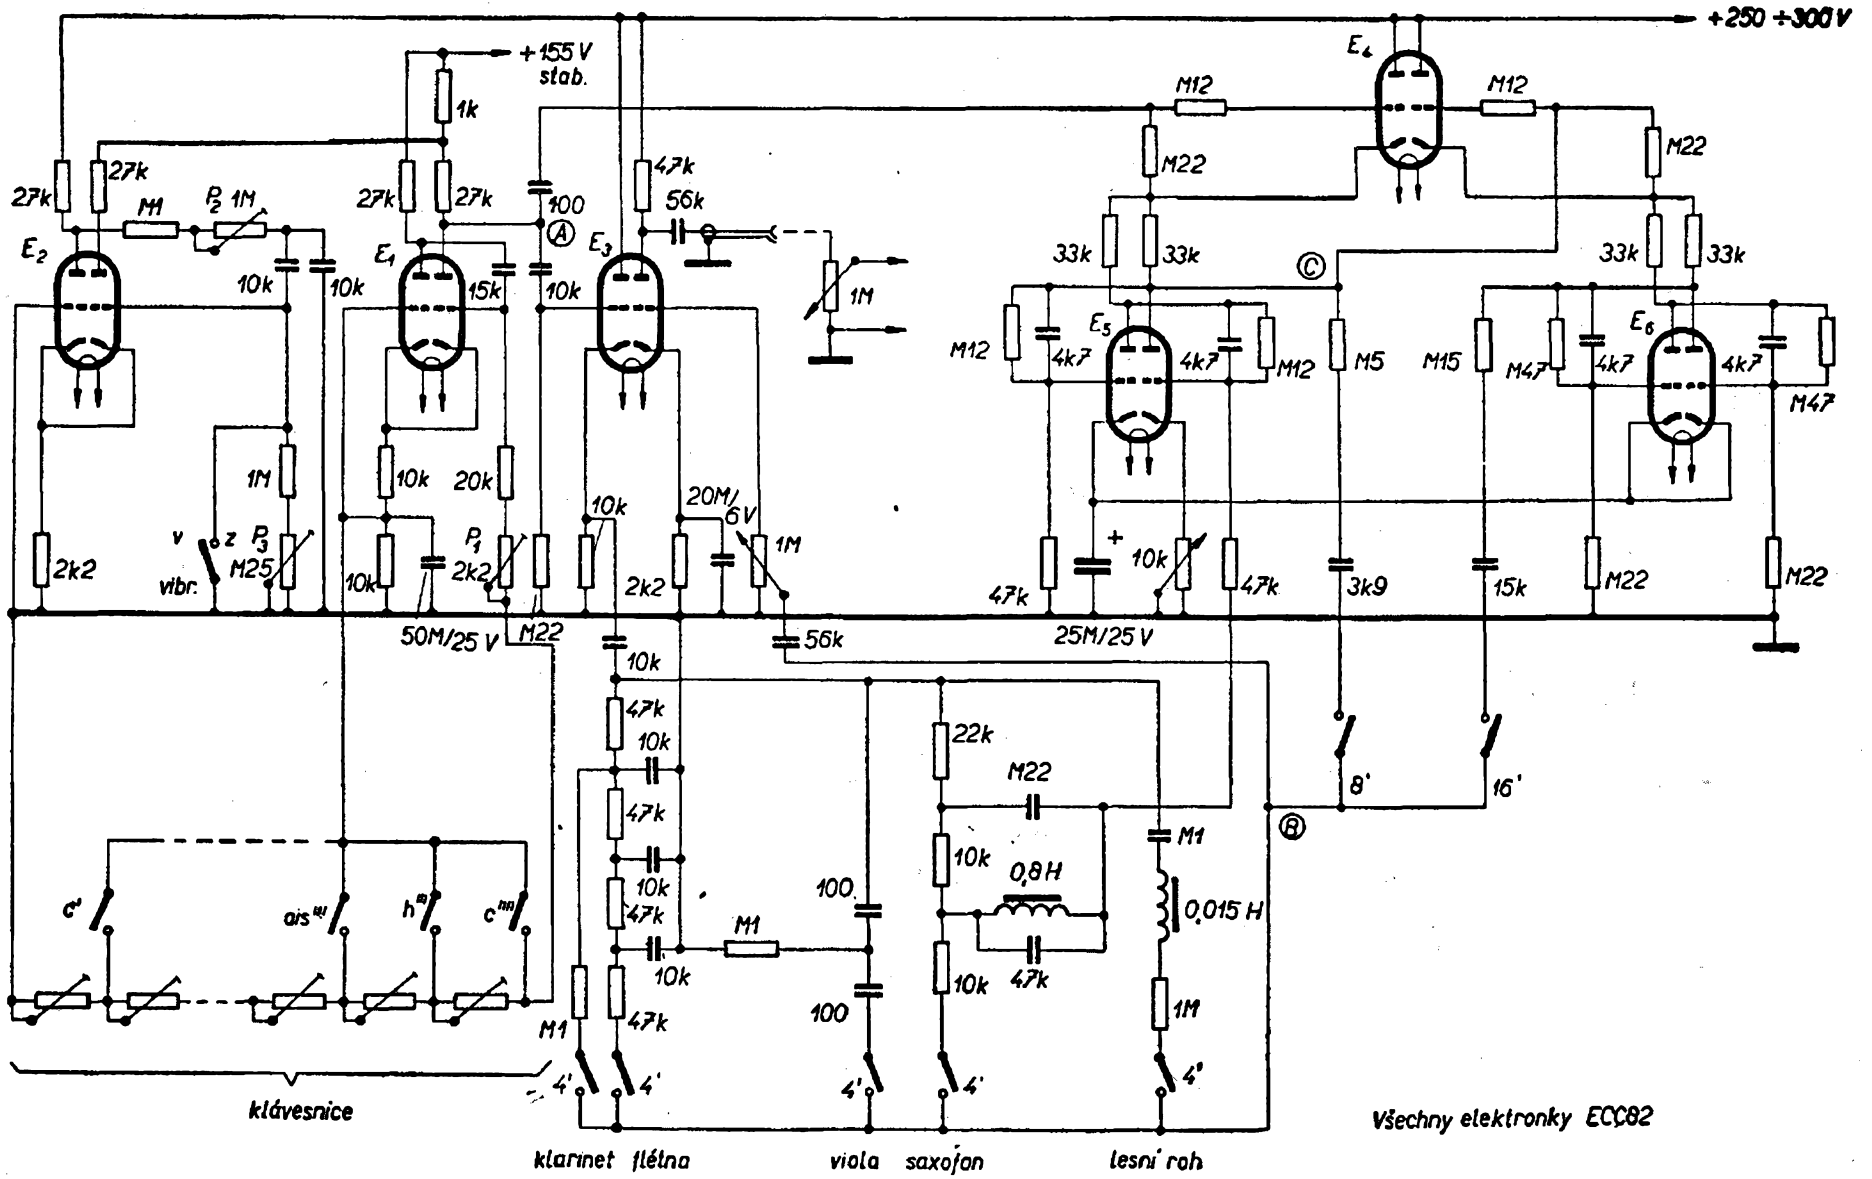 +250 ÷300 V
E4
+155 V
stab.
1k
M12
M12
27k
27k
M1
P2 1M
27k
27k
100
A
47k
56k
M22
M22
E2
10k
10k
E1
15k
10k
E3
1M
33k
33k
C
33k
33k
M12
4k7
E5
4k7
M12
M5
M15
M47
4k7
E6
4k7
M47
1M
10k
20k
10k
20M/
6V
1M
v
z
vibr.
P3
M25
2k2
10k
P1
2k2
2k2
47k
+
10k
47k
3k9
15k
M22
M22
50M/25 V
M22
10k
56k
25M/25 V
47k
10k
22k
M22
8'
16'
B
47k
10k
47k
10k
0,8H
M1
c'
ais'''
h'''
c''''
100
M1
47k
0,015 H
10k
47k
M1
100
10k
1M
4'
4'
4'
4'
4'
klávesnice
Všechny elektronky ECC82
klarinet flétna
viola
saxofon
lesní roh